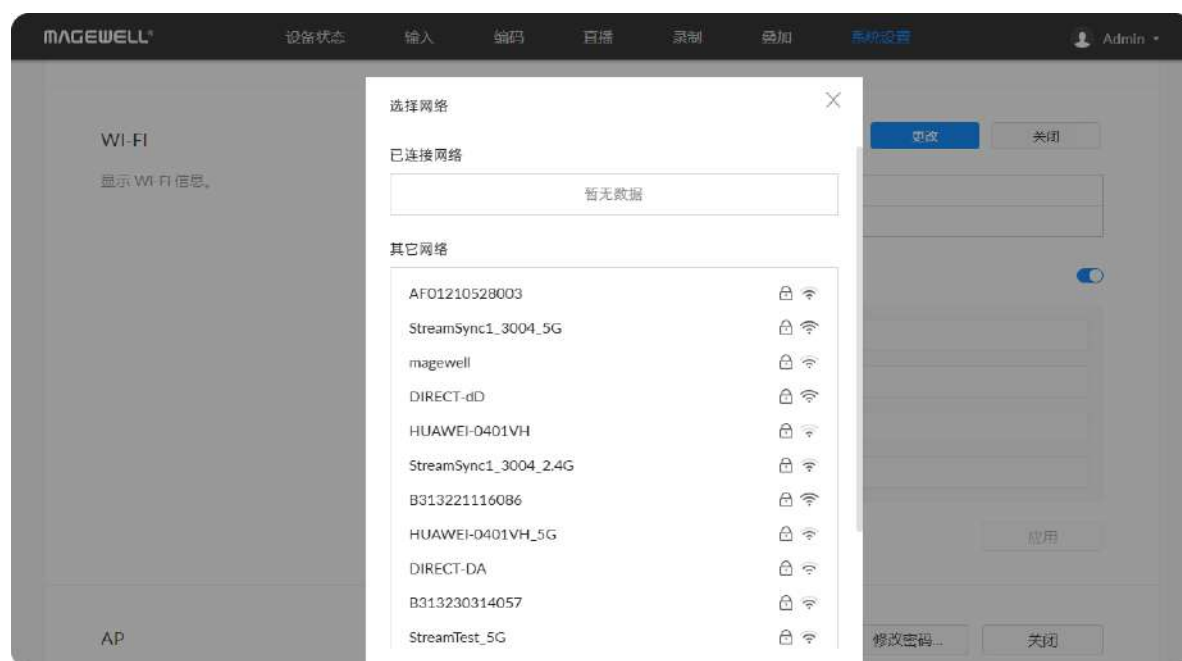 MAGEWELL® 设备状态 输入 编码 直播 录制 叠加 系统设置 Admin
选择网络
WI-FI
更改 关闭
已连接网络
显示 WI-FI 信息。
暂无数据
其它网络
AF01210528003
StreamSync1_3004_5G
magewell
DIRECT-dD
HUAWEI-0401VH
StreamSync1_3004_2.4G
B313221116086
HUAWEI-0401VH_5G
应用
DIRECT-DA
B313230314057
StreamTest_5G
AP
修改密码... 关闭